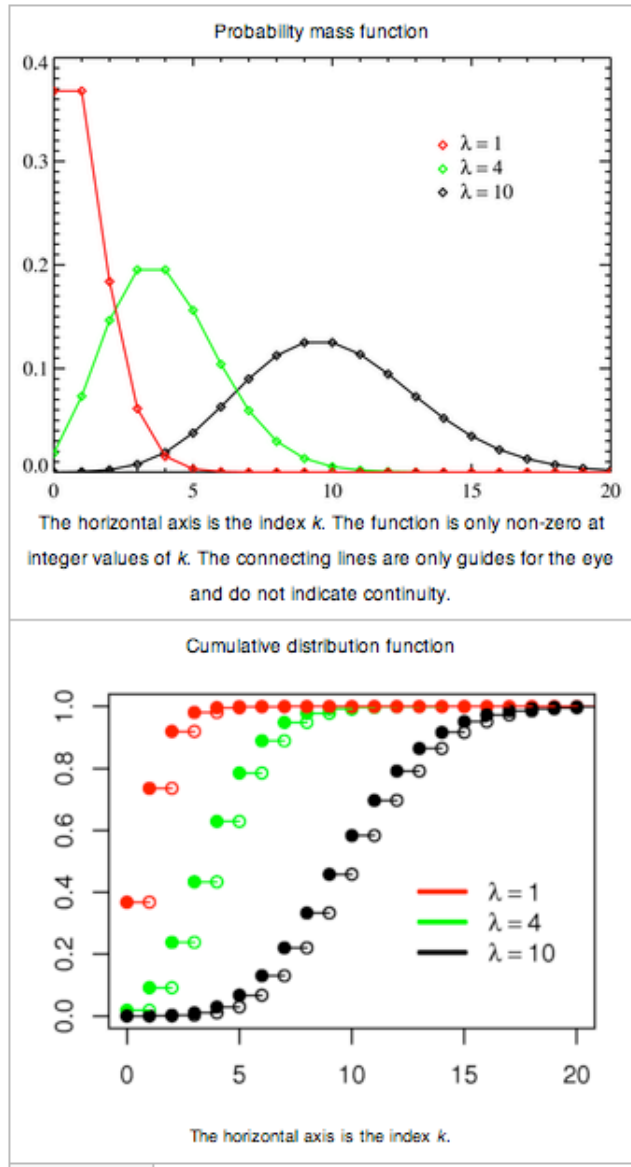 Probability mass function
0.4
0.3
0.2
0.1
0.0
λ = 1
λ = 4
λ = 10
0 5 10 15 20
The horizontal axis is the index k. The function is only non-zero at
integer values of k. The connecting lines are only guides for the eye
and do not indicate continuity.
Cumulative distribution function
1.0
0.8
0.6
0.4
0.2
0.0
λ = 1
λ = 4
λ = 10
0 5 10 15 20
The horizontal axis is the index k.